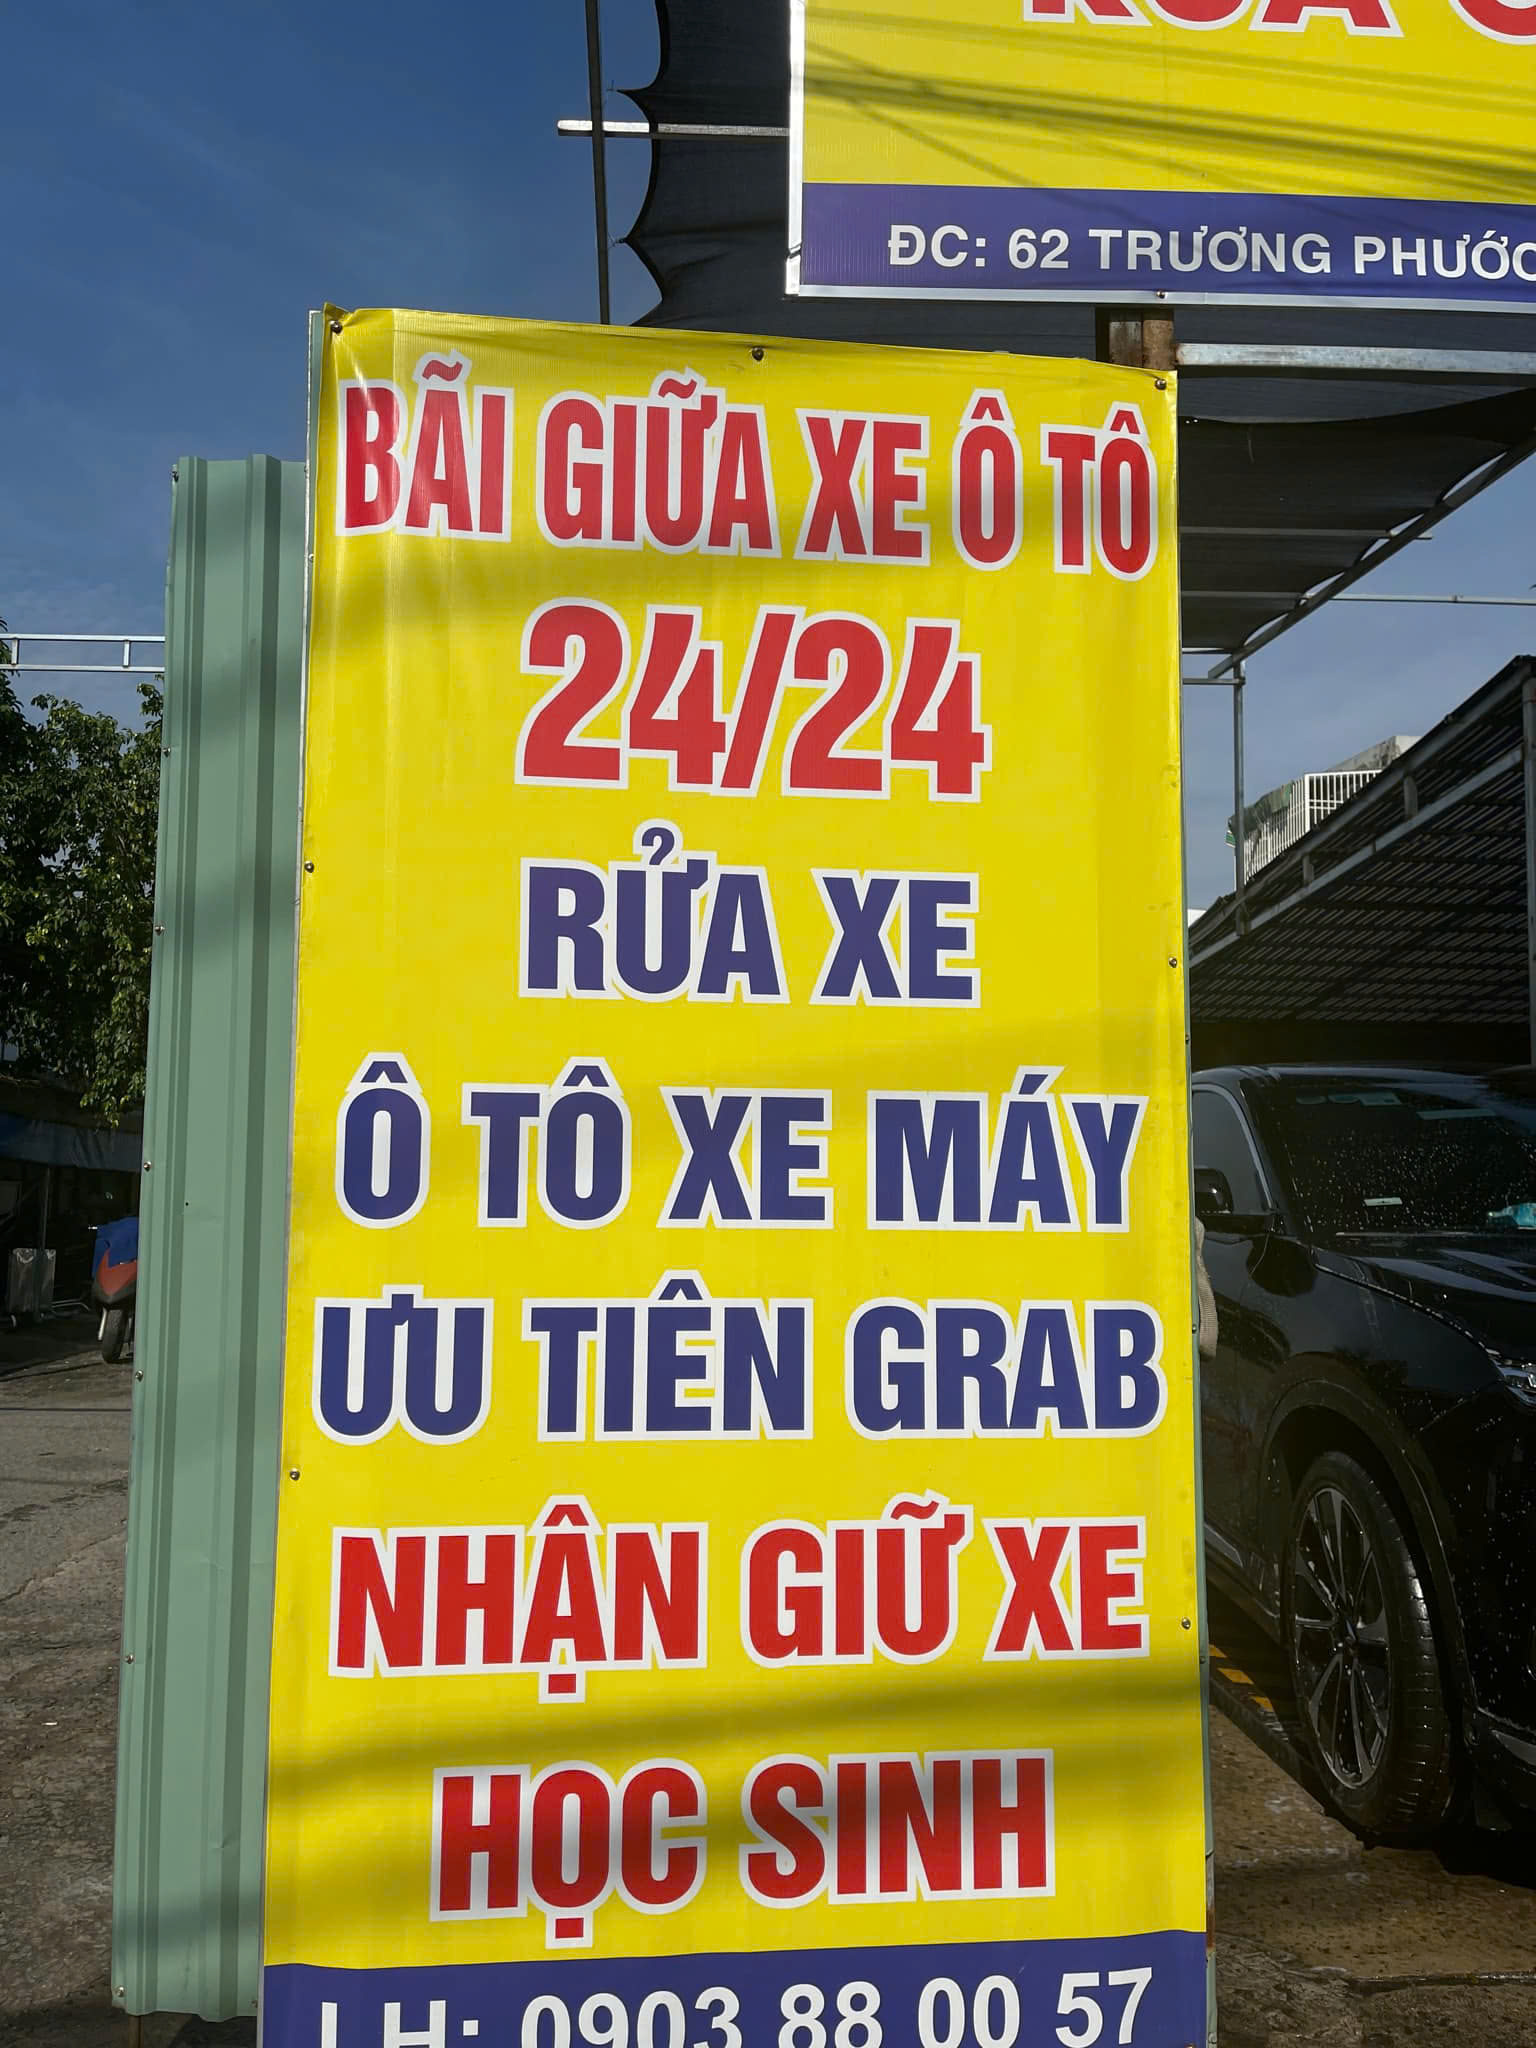 ĐC: 62 TRƯƠNG PHƯỚC
BÃI GIỮA XE Ô TÔ
24/24
RỬA XE
Ô TÔ XE MÁY
ƯU TIÊN GRAB
NHẬN GIỮ XE
HỌC SINH
LH: 0903 88 00 57